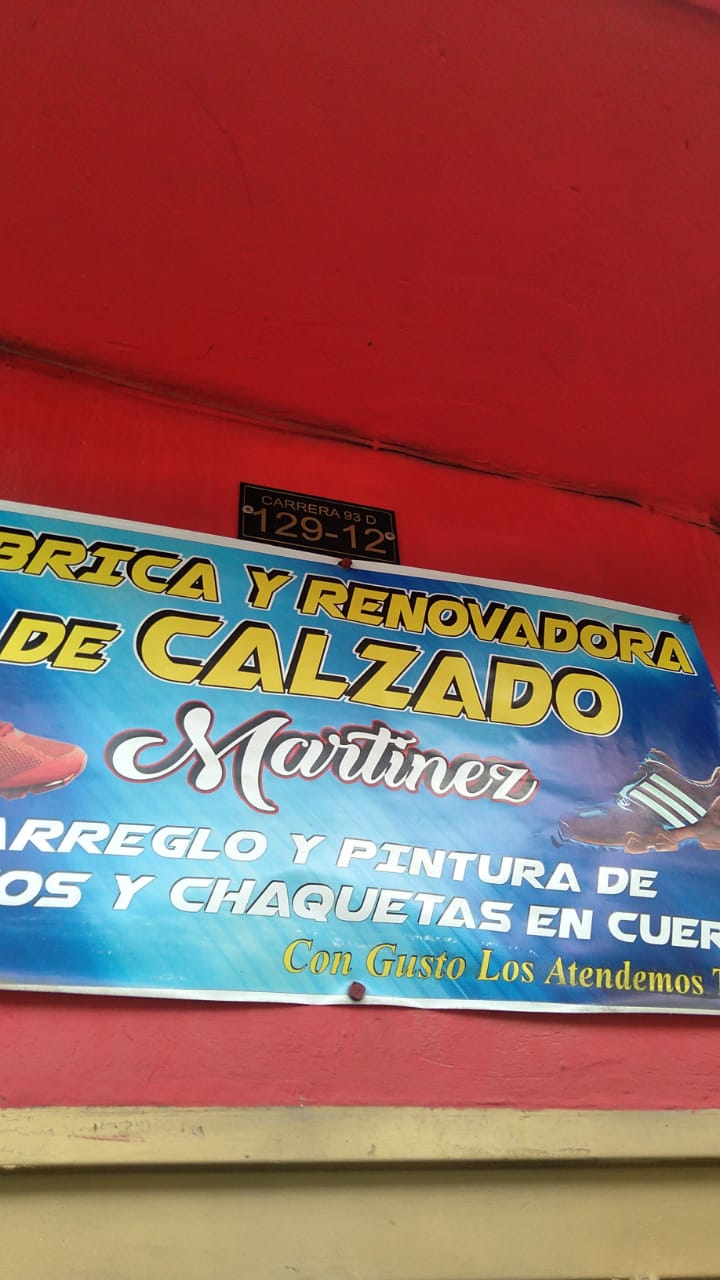 CARRERA 93 D
129-12
BRICA Y RENOVADORA
DE CALZADO
Martinez
ARREGLO Y PINTURA DE
OS Y CHAQUETAS EN CUER
Con Gusto Los Atendemos T